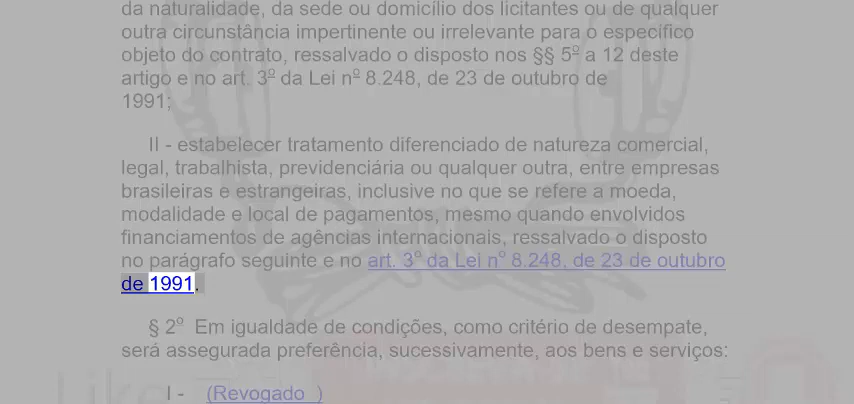 da naturalidade, da sede ou domicílio dos licitantes ou de qualquer
outra circunstância impertinente ou irrelevante para o específico
objeto do contrato, ressalvado o disposto nos §§ 5º a 12 deste
artigo e no art. 3º da Lei nº 8.248, de 23 de outubro de
1991;
II - estabelecer tratamento diferenciado de natureza comercial,
legal, trabalhista, previdenciária ou qualquer outra, entre empresas
brasileiras e estrangeiras, inclusive no que se refere a moeda,
modalidade e local de pagamentos, mesmo quando envolvidos
financiamentos de agências internacionais, ressalvado o disposto
no parágrafo seguinte e no art. 3º da Lei nº 8.248, de 23 de outubro
de 1991.
§ 2º Em igualdade de condições, como critério de desempate,
será assegurada preferência, sucessivamente, aos bens e serviços:
Like
I - (Revogado )